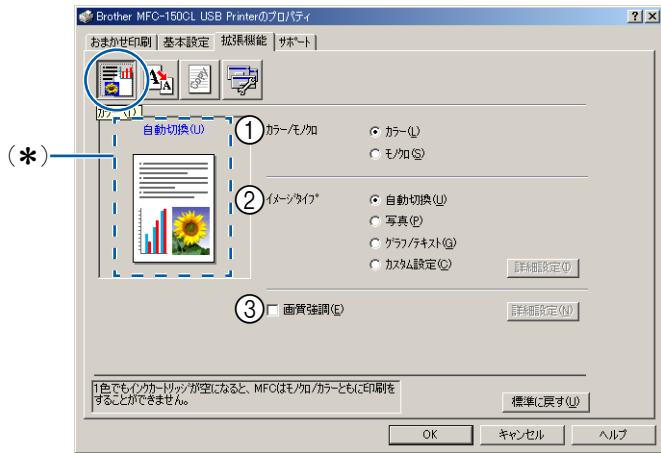 Brother MFC-150CL USB Printerのプロパティ
? ×
おまかせ印刷 基本設定 拡張機能 サポート
自動切換(U)
(✱)
① カラー/モノクロ
カラー(L)
モノクロ(S)
② イメージタイプ
自動切換(U)
写真(P)
グラフ/テキスト(G)
カスタム設定(C) 詳細設定(I)
③ 画質強調(E) 詳細設定(N)
1色でもインクカートリッジが空になると、MFCはモノクロ/カラーともに印刷を
することができません。
標準に戻す(U)
OK キャンセル ヘルプ